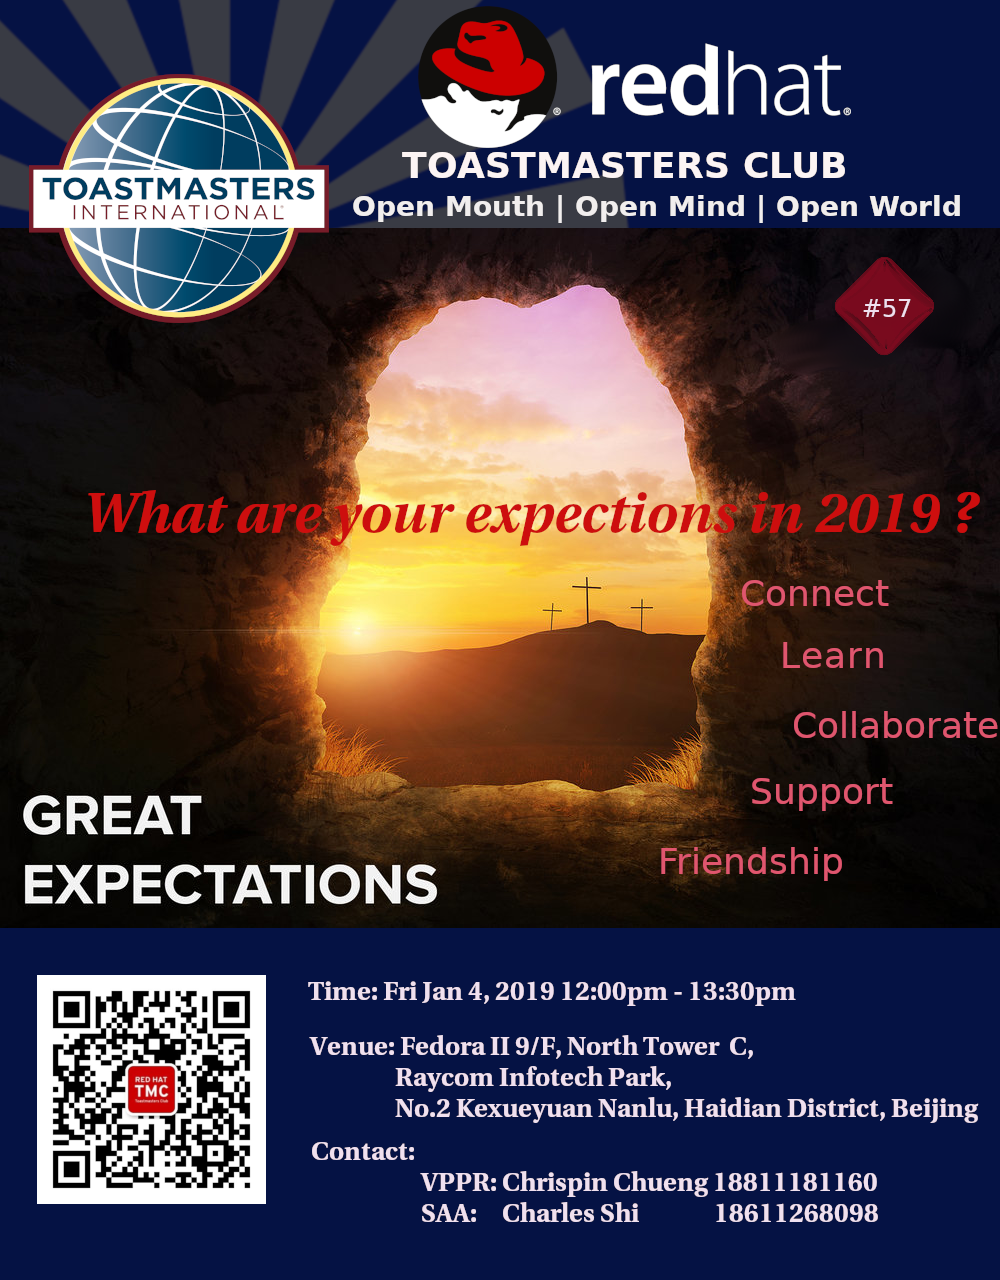 redhat®
TOASTMASTERS CLUB
Open Mouth | Open Mind | Open World
TOASTMASTERS
INTERNATIONAL
#57
What are your expections in 2019 ?
Connect
Learn
Collaborate
Support
Friendship
GREAT
EXPECTATIONS
RED HAT
TMC
Toastmasters Club
Time: Fri Jan 4, 2019 12:00pm - 13:30pm
Venue: Fedora II 9/F, North Tower C,
Raycom Infotech Park,
No.2 Kexueyuan Nanlu, Haidian District, Beijing
Contact:
VPPR: Chrispin Chueng 18811181160
SAA: Charles Shi 18611268098